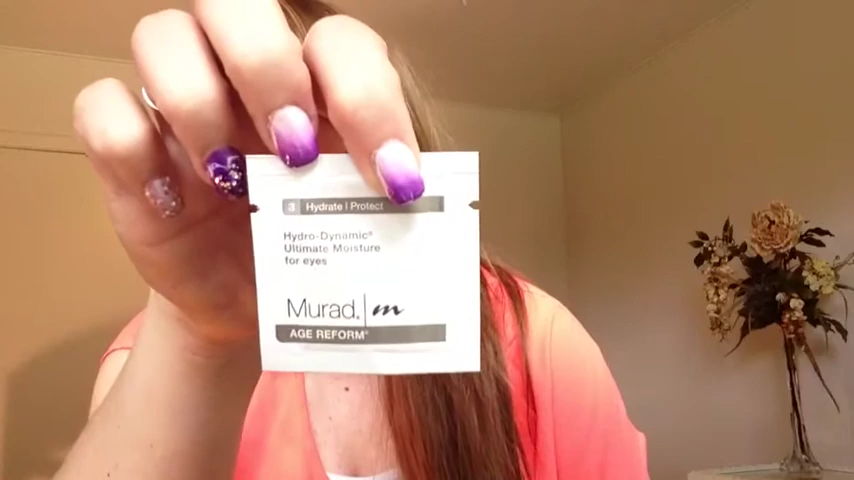 3 Hydrate | Protect
Hydro-Dynamic®
Ultimate Moisture
for eyes
Murad. | m
AGE REFORM®